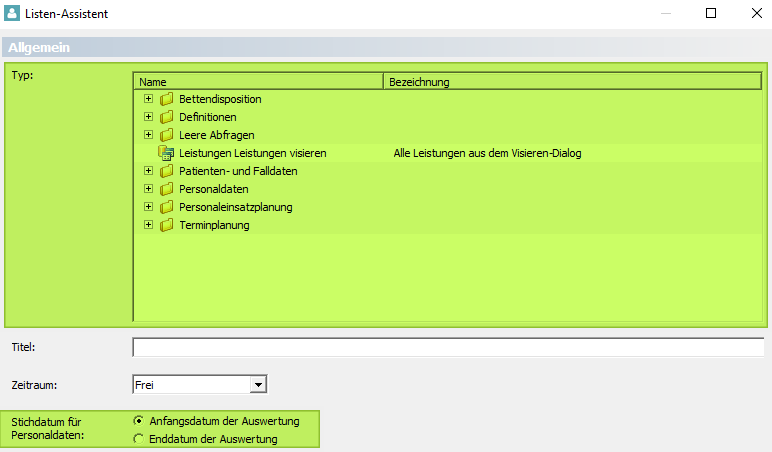 Listen-Assistent
Allgemein
Typ:
Name Bezeichnung
Bettendisposition
Definitionen
Leere Abfragen
Leistungen Leistungen visieren Alle Leistungen aus dem Visieren-Dialog
Patienten- und Falldaten
Personaldaten
Personaleinsatzplanung
Terminplanung
Titel:
Zeitraum: Frei
Stichdatum für
Personaldaten:
Anfangsdatum der Auswertung
Enddatum der Auswertung